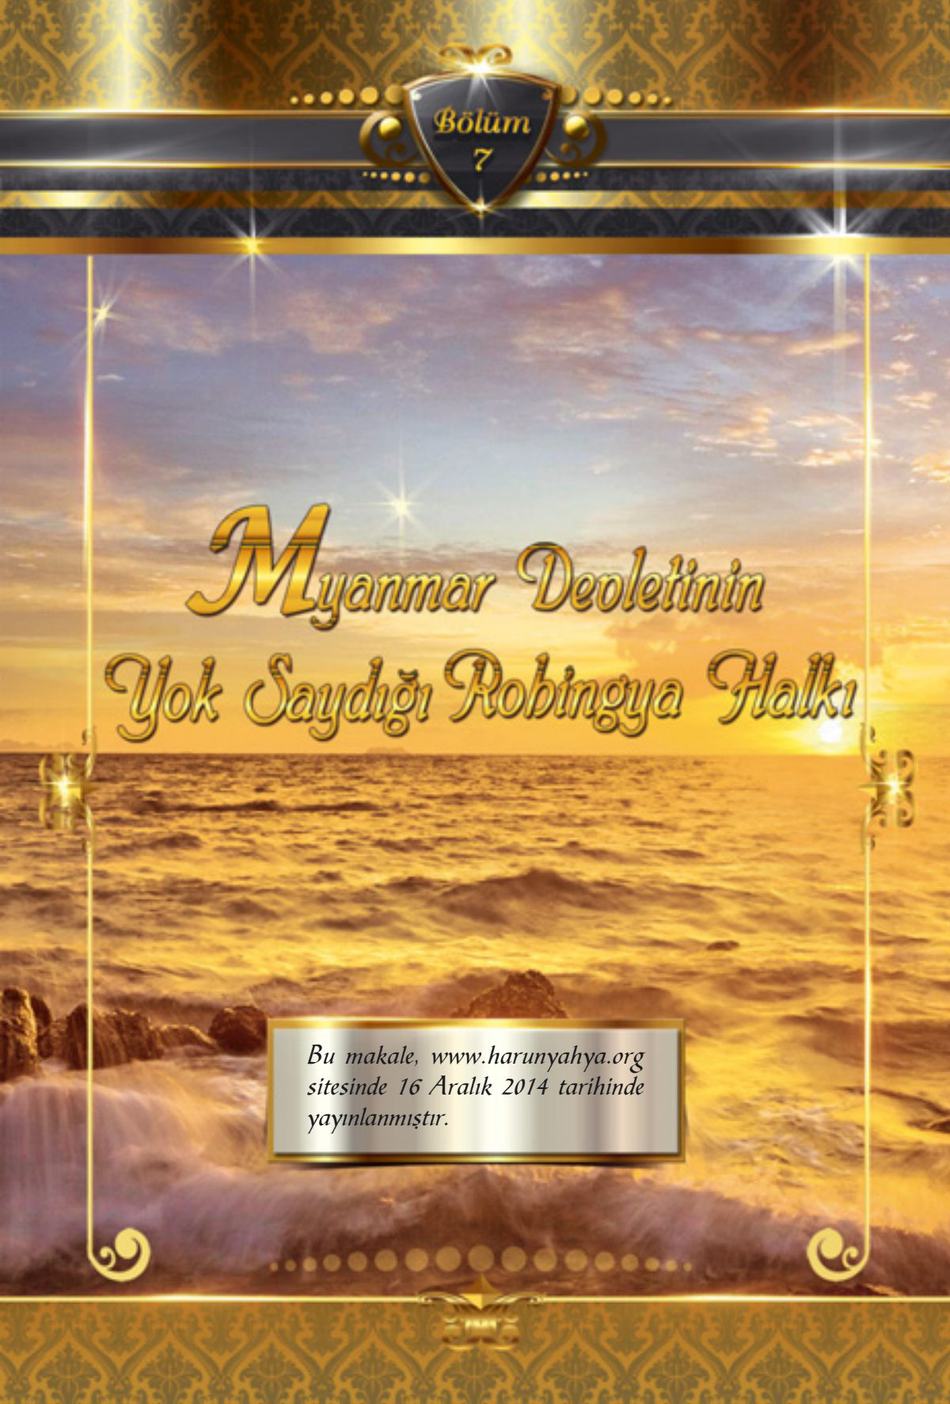 Bölüm
7
Myanmar Devletinin
Yok Saydığı Rohingya Halkı
Bu makale, www.harunyahya.org
sitesinde 16 Aralık 2014 tarihinde
yayınlanmıştır.